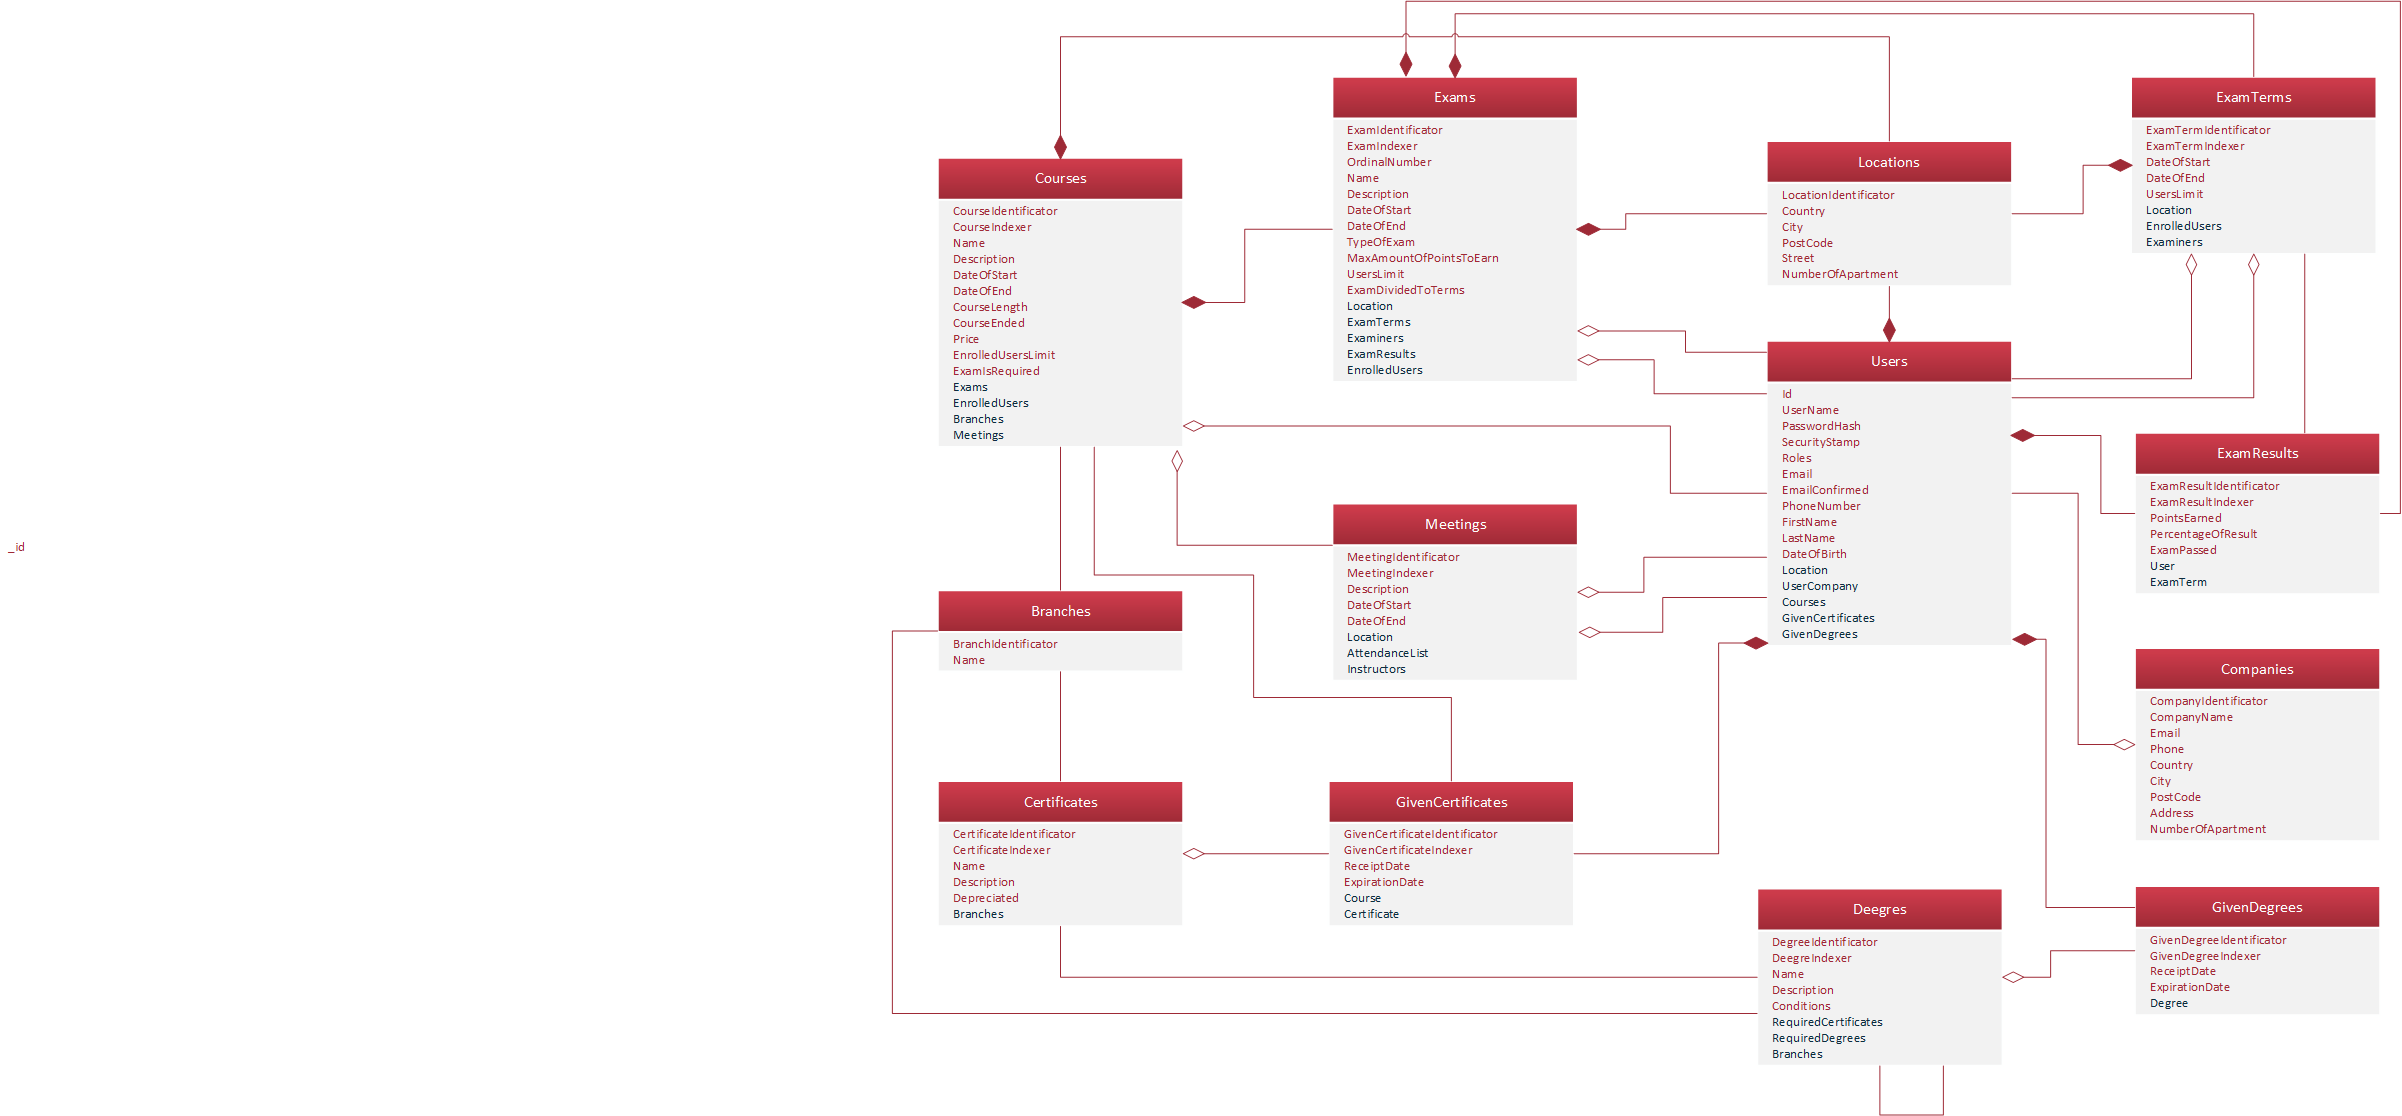 _id
Courses
CourseIdentificator
CourseIndexer
Name
Description
DateOfStart
DateOfEnd
CourseLength
CourseEnded
Price
EnrolledUsersLimit
ExamIsRequired
Exams
EnrolledUsers
Branches
Meetings
Exams
ExamIdentificator
ExamIndexer
OrdinalNumber
Name
Description
DateOfStart
DateOfEnd
TypeOfExam
MaxAmountOfPointsToEarn
UsersLimit
ExamDividedToTerms
Location
ExamTerms
Examiners
ExamResults
EnrolledUsers
Locations
LocationIdentificator
Country
City
PostCode
Street
NumberOfApartment
ExamTerms
ExamTermIdentificator
ExamTermIndexer
DateOfStart
DateOfEnd
UsersLimit
Location
EnrolledUsers
Examiners
Users
Id
UserName
PasswordHash
SecurityStamp
Roles
Email
EmailConfirmed
PhoneNumber
FirstName
LastName
DateOfBirth
Location
UserCompany
Courses
GivenCertificates
GivenDegrees
ExamResults
ExamResultIdentificator
ExamResultIndexer
PointsEarned
PercentageOfResult
ExamPassed
User
ExamTerm
Meetings
MeetingIdentificator
MeetingIndexer
Description
DateOfStart
DateOfEnd
Location
AttendanceList
Instructors
Branches
BranchIdentificator
Name
Companies
CompanyIdentificator
CompanyName
Email
Phone
Country
City
PostCode
Address
NumberOfApartment
Certificates
CertificateIdentificator
CertificateIndexer
Name
Description
Depreciated
Branches
GivenCertificates
GivenCertificateIdentificator
GivenCertificateIndexer
ReceiptDate
ExpirationDate
Course
Certificate
Deegres
DegreeIdentificator
DeegreIndexer
Name
Description
Conditions
RequiredCertificates
RequiredDegrees
Branches
GivenDegrees
GivenDegreeIdentificator
GivenDegreeIndexer
ReceiptDate
ExpirationDate
Degree